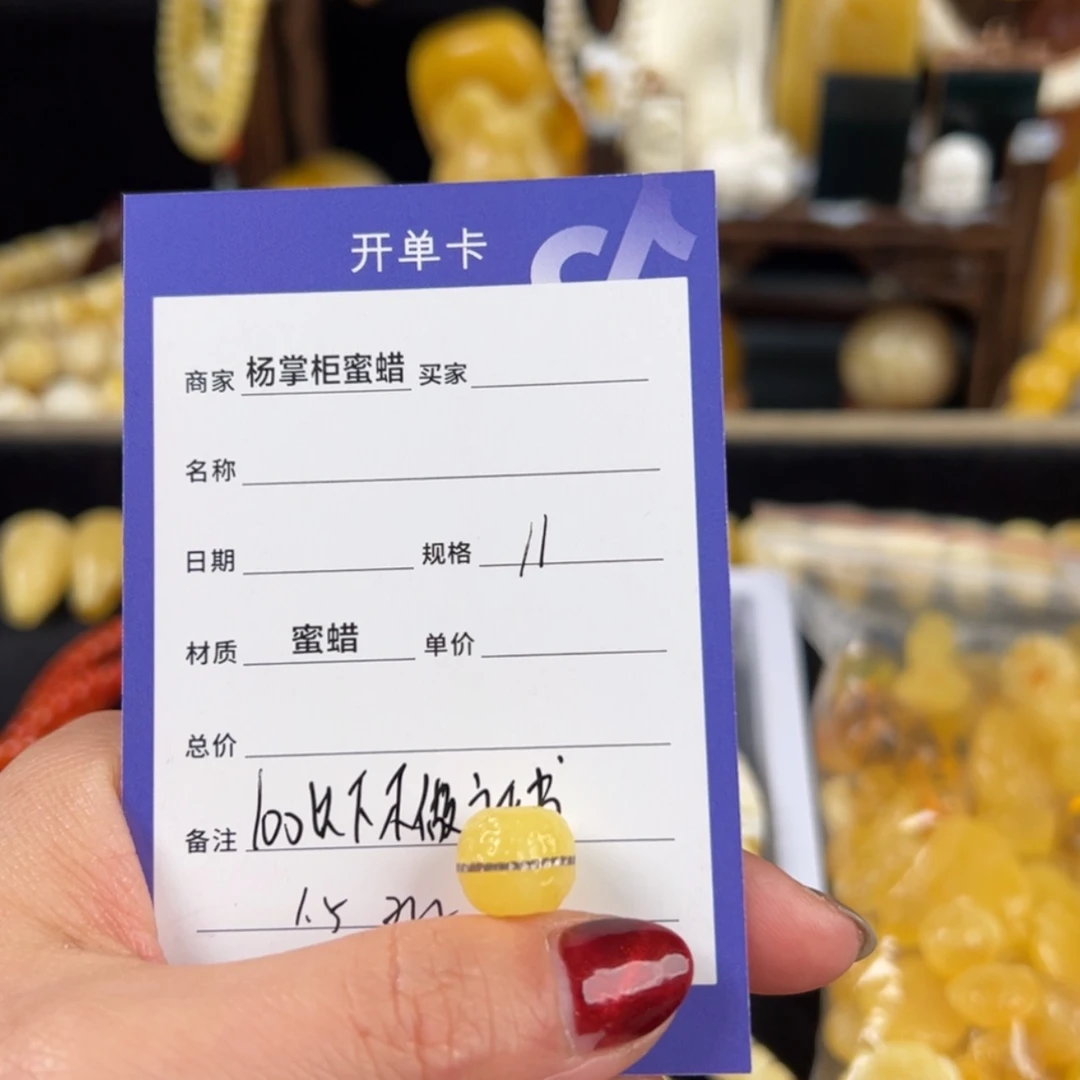 开单卡
商家 杨掌柜蜜蜡 买家
名称
日期 规格 11
材质 蜜蜡 单价
总价
备注 100以下不做证书
1.5